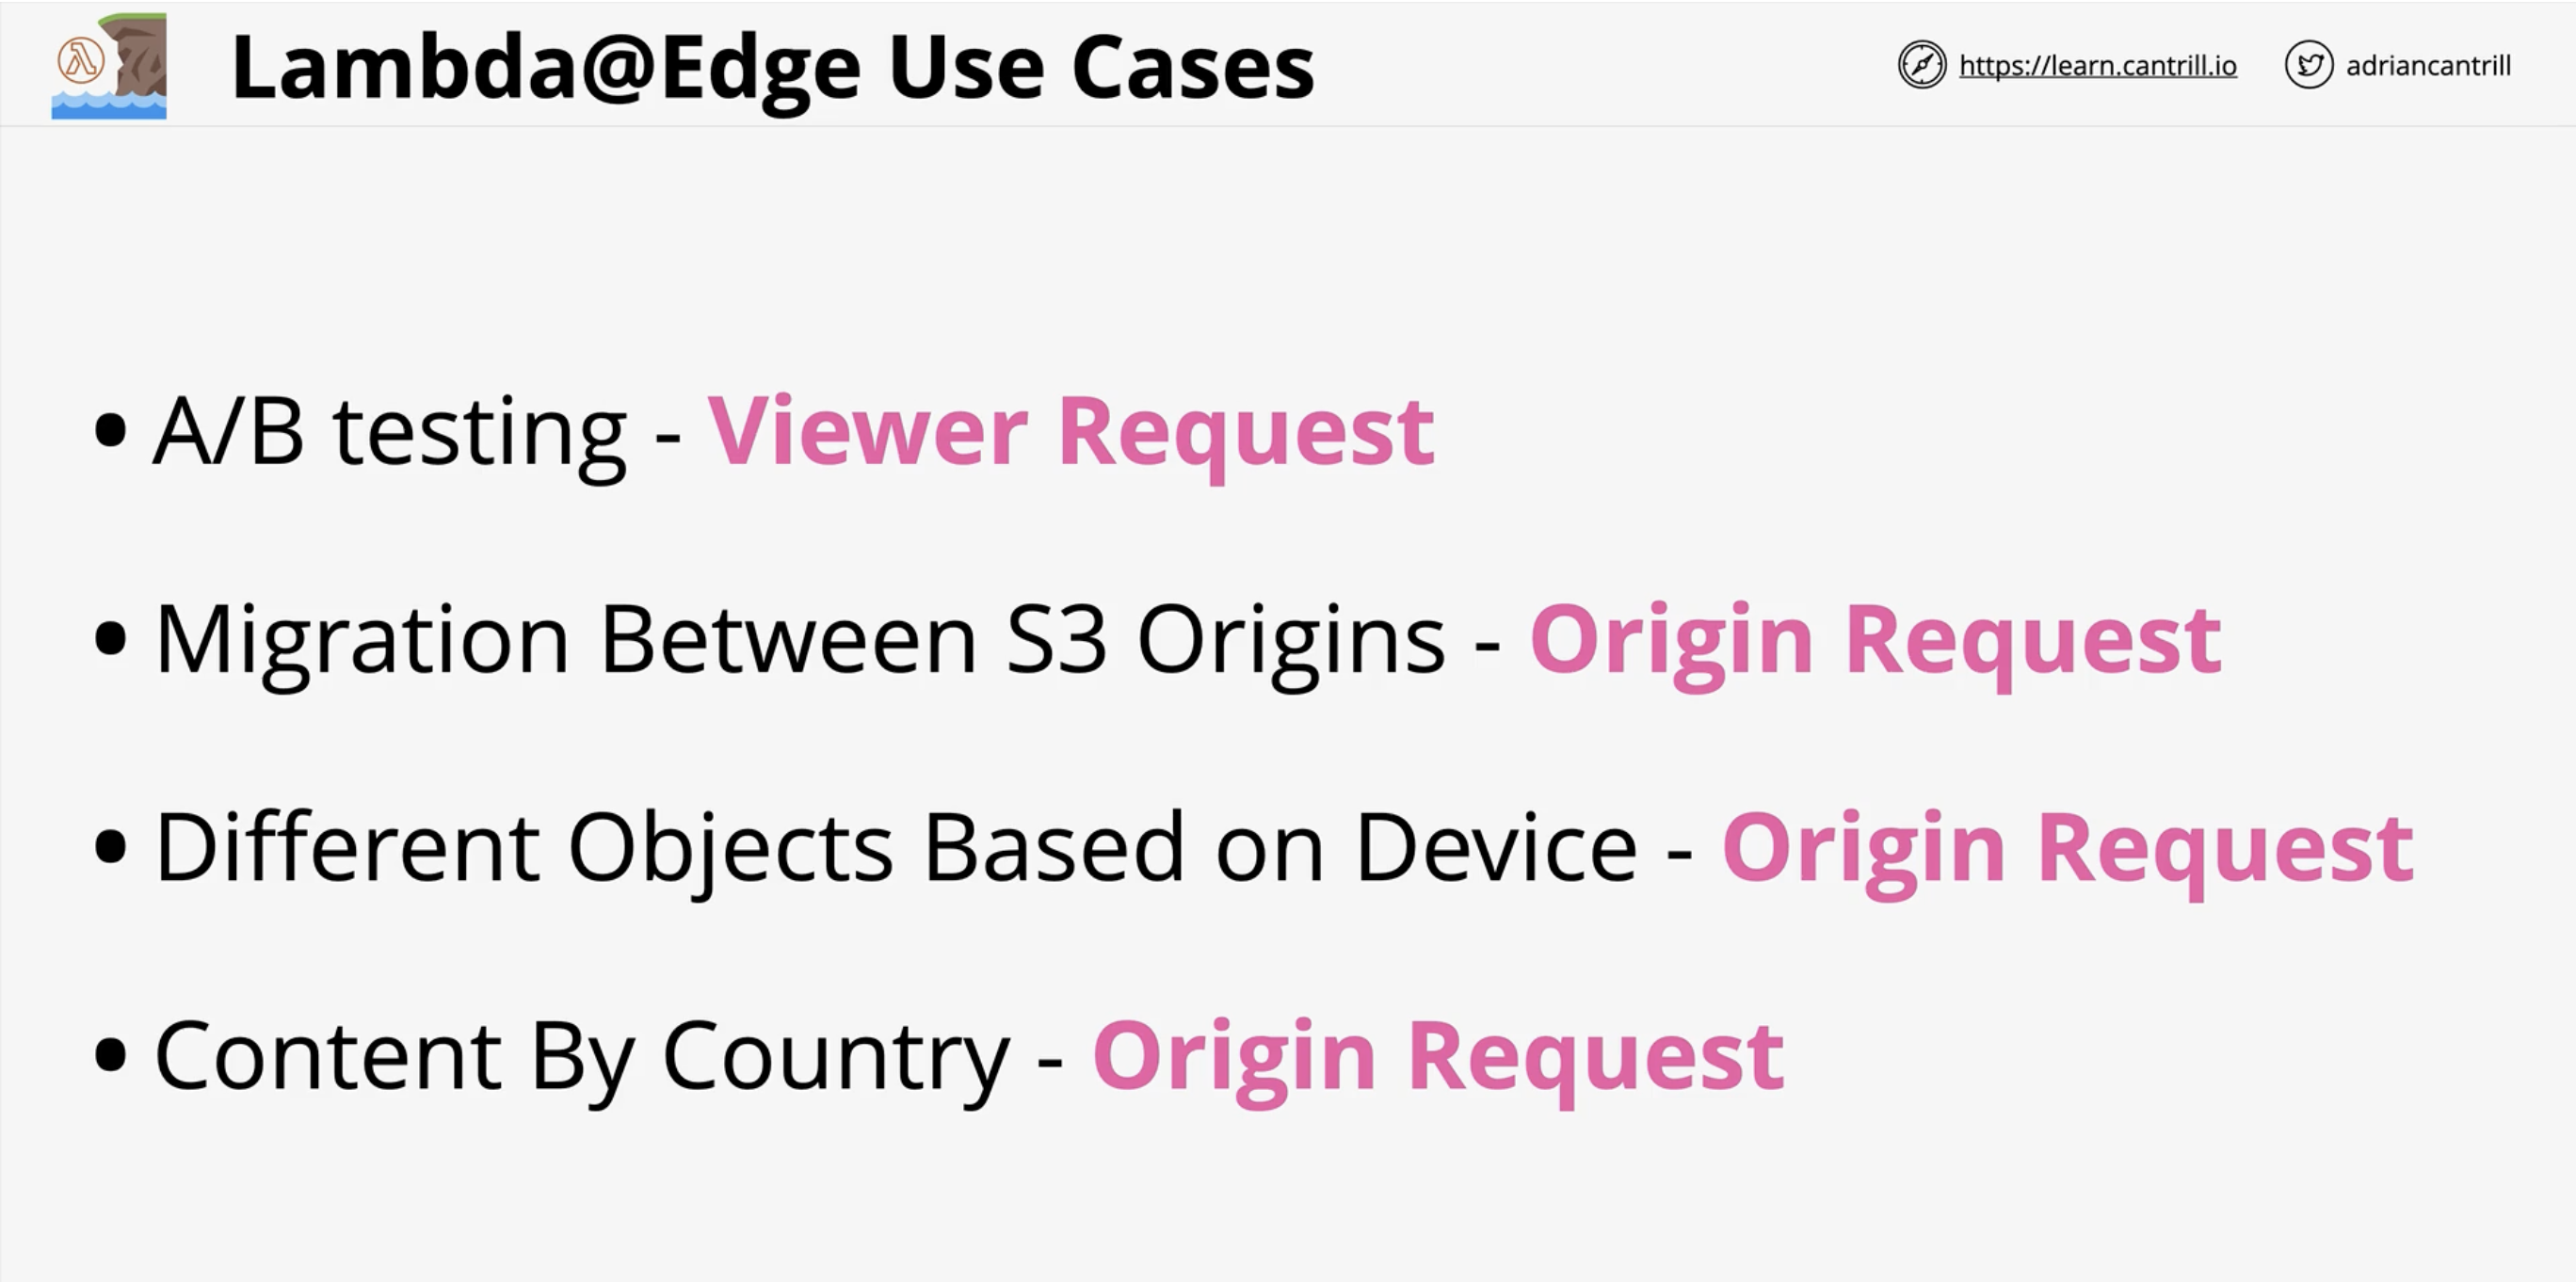 Lambda@Edge Use Cases
https://learn.cantrill.io
adriancantrill
• A/B testing - Viewer Request
• Migration Between S3 Origins - Origin Request
• Different Objects Based on Device - Origin Request
• Content By Country - Origin Request